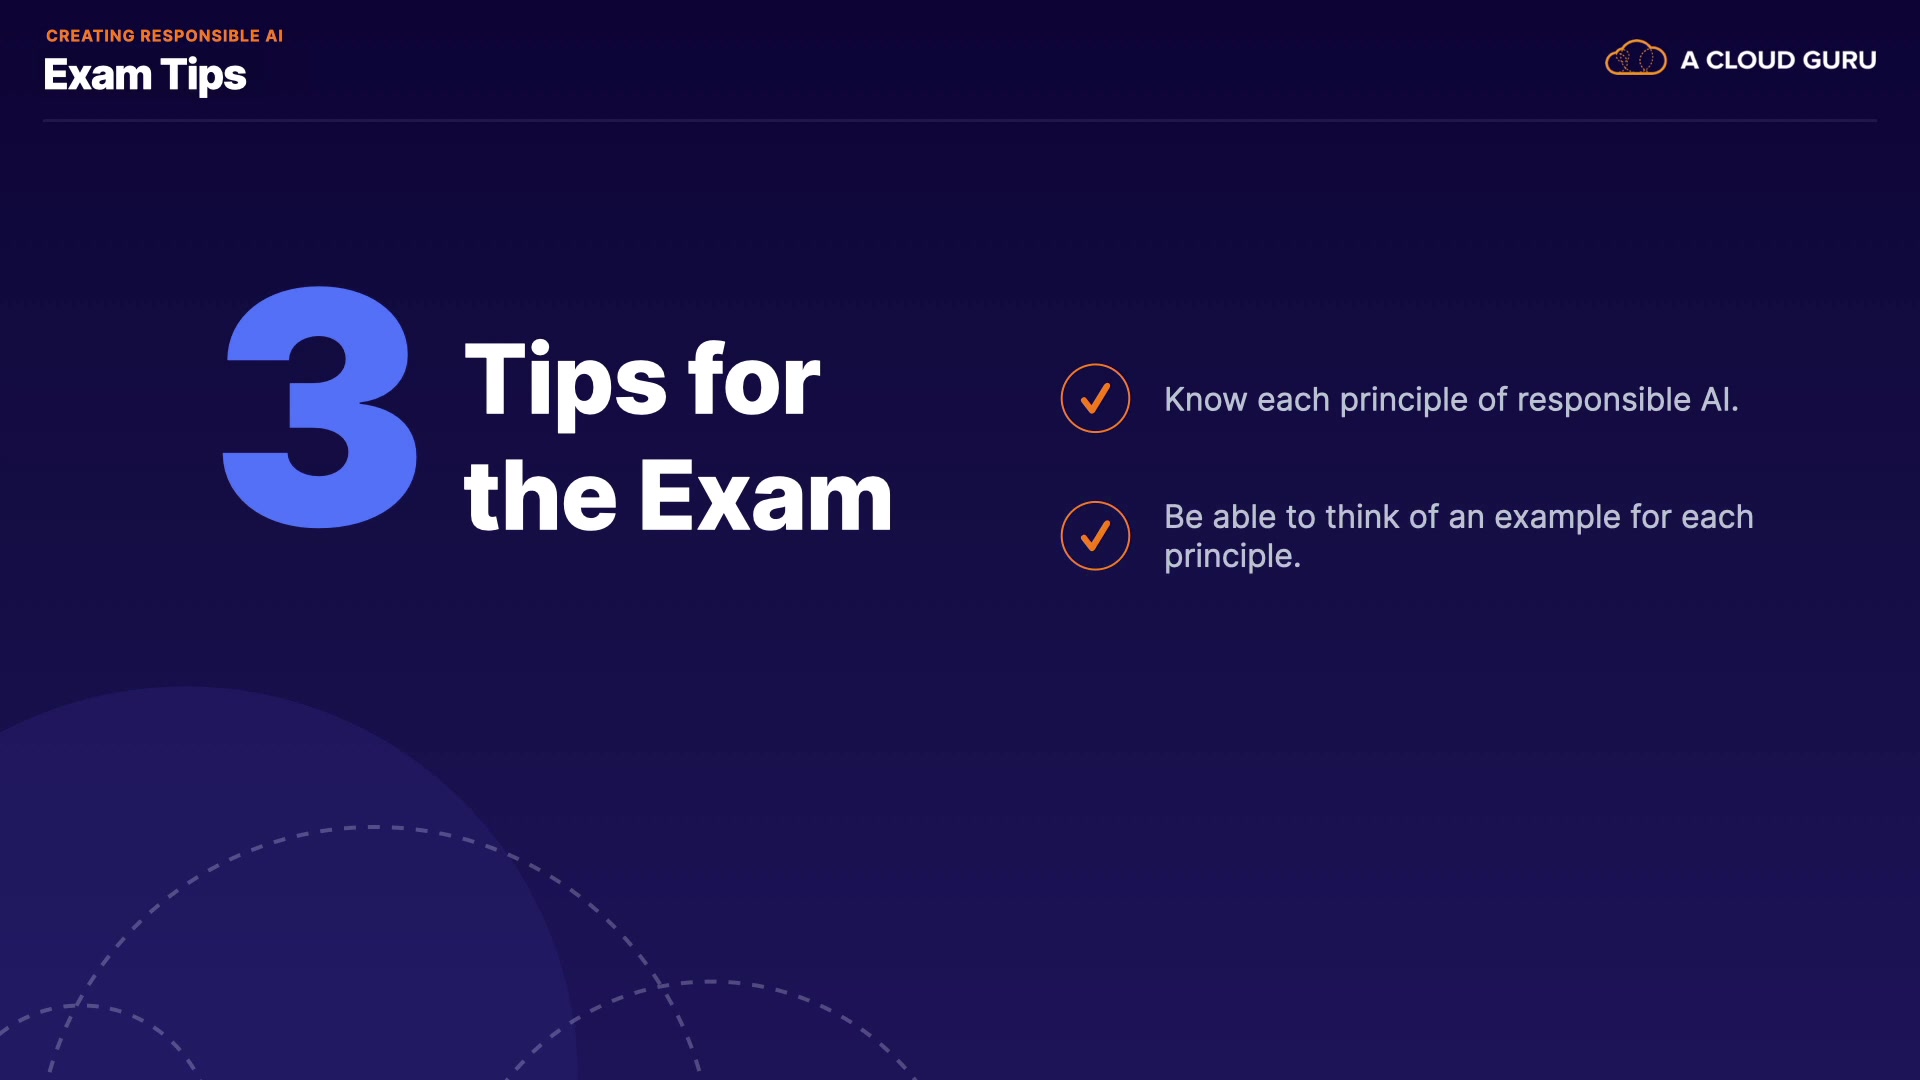 CREATING RESPONSIBLE AI
Exam Tips
A CLOUD GURU
3
Tips for
the Exam
Know each principle of responsible AI.
Be able to think of an example for each
principle.